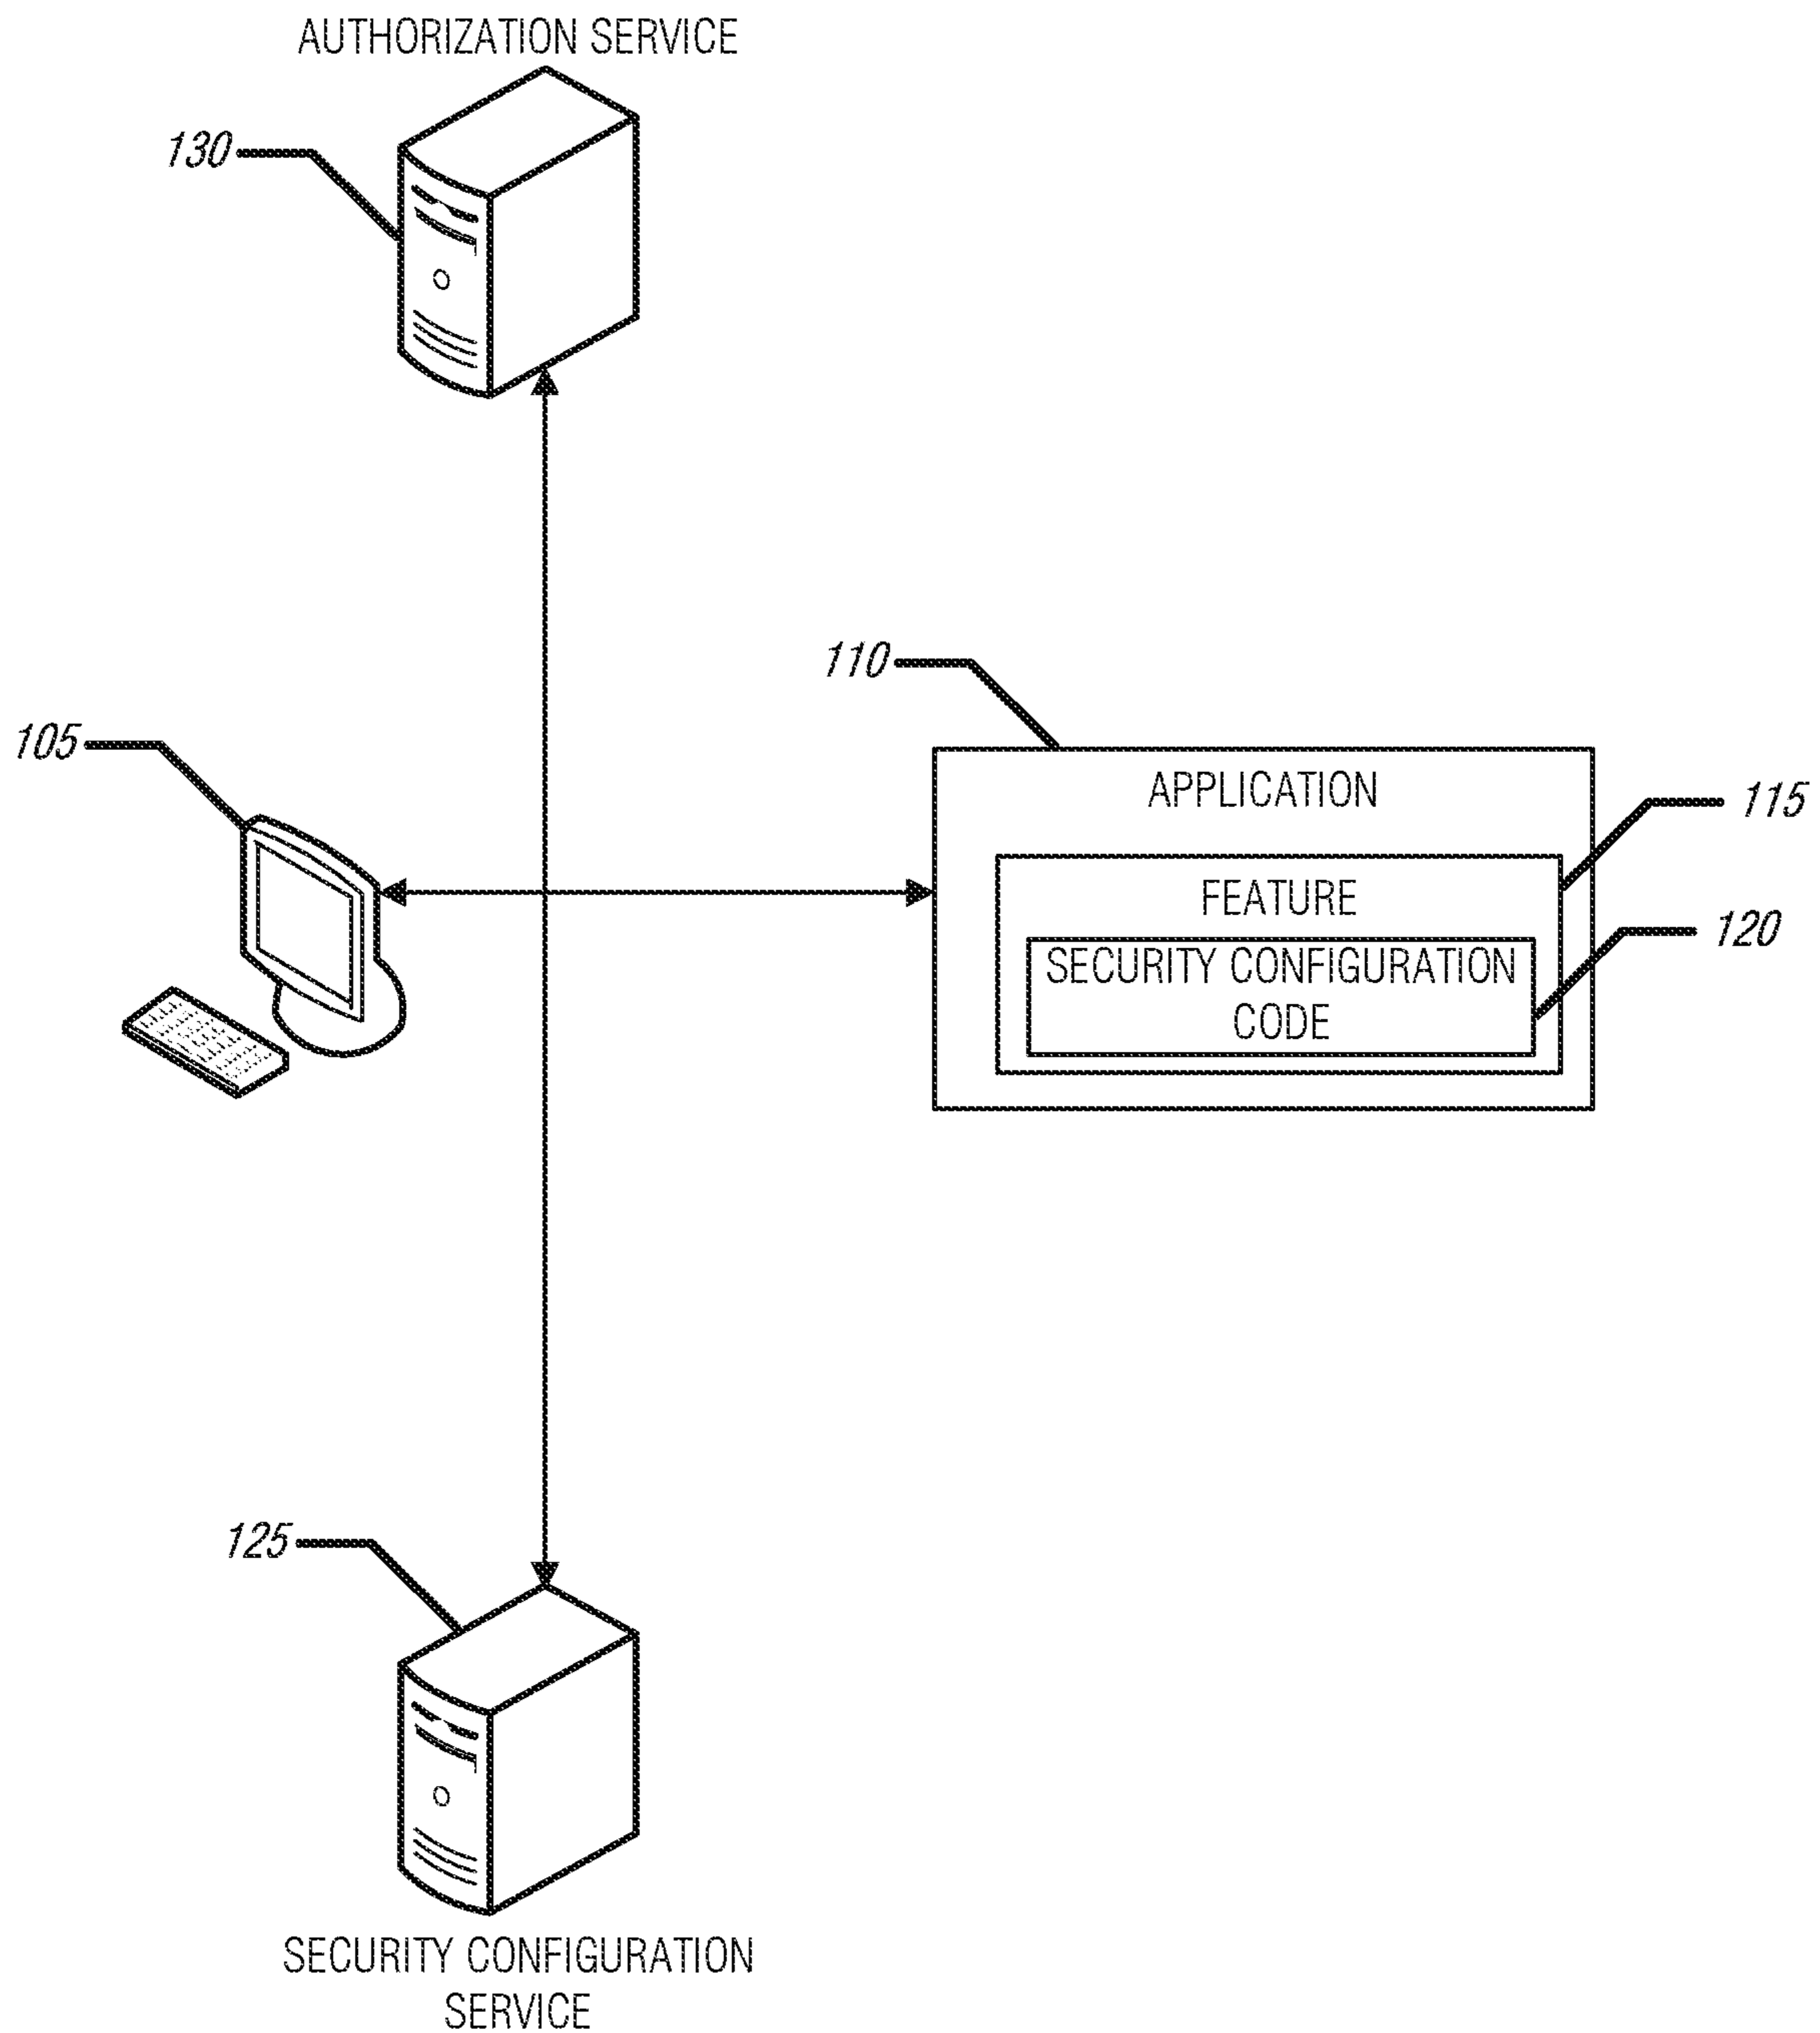 AUTHORIZATION SERVICE
130
110
105
APPLICATION
115
FEATURE
120
SECURITY CONFIGURATION
CODE
125
SECURITY CONFIGURATION
SERVICE